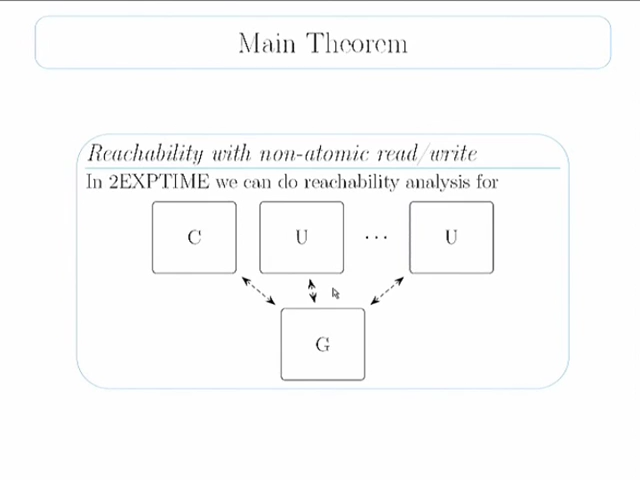 Main Theorem
Reachability with non-atomic read/write
In 2EXPTIME we can do reachability analysis for
C U ... U
G